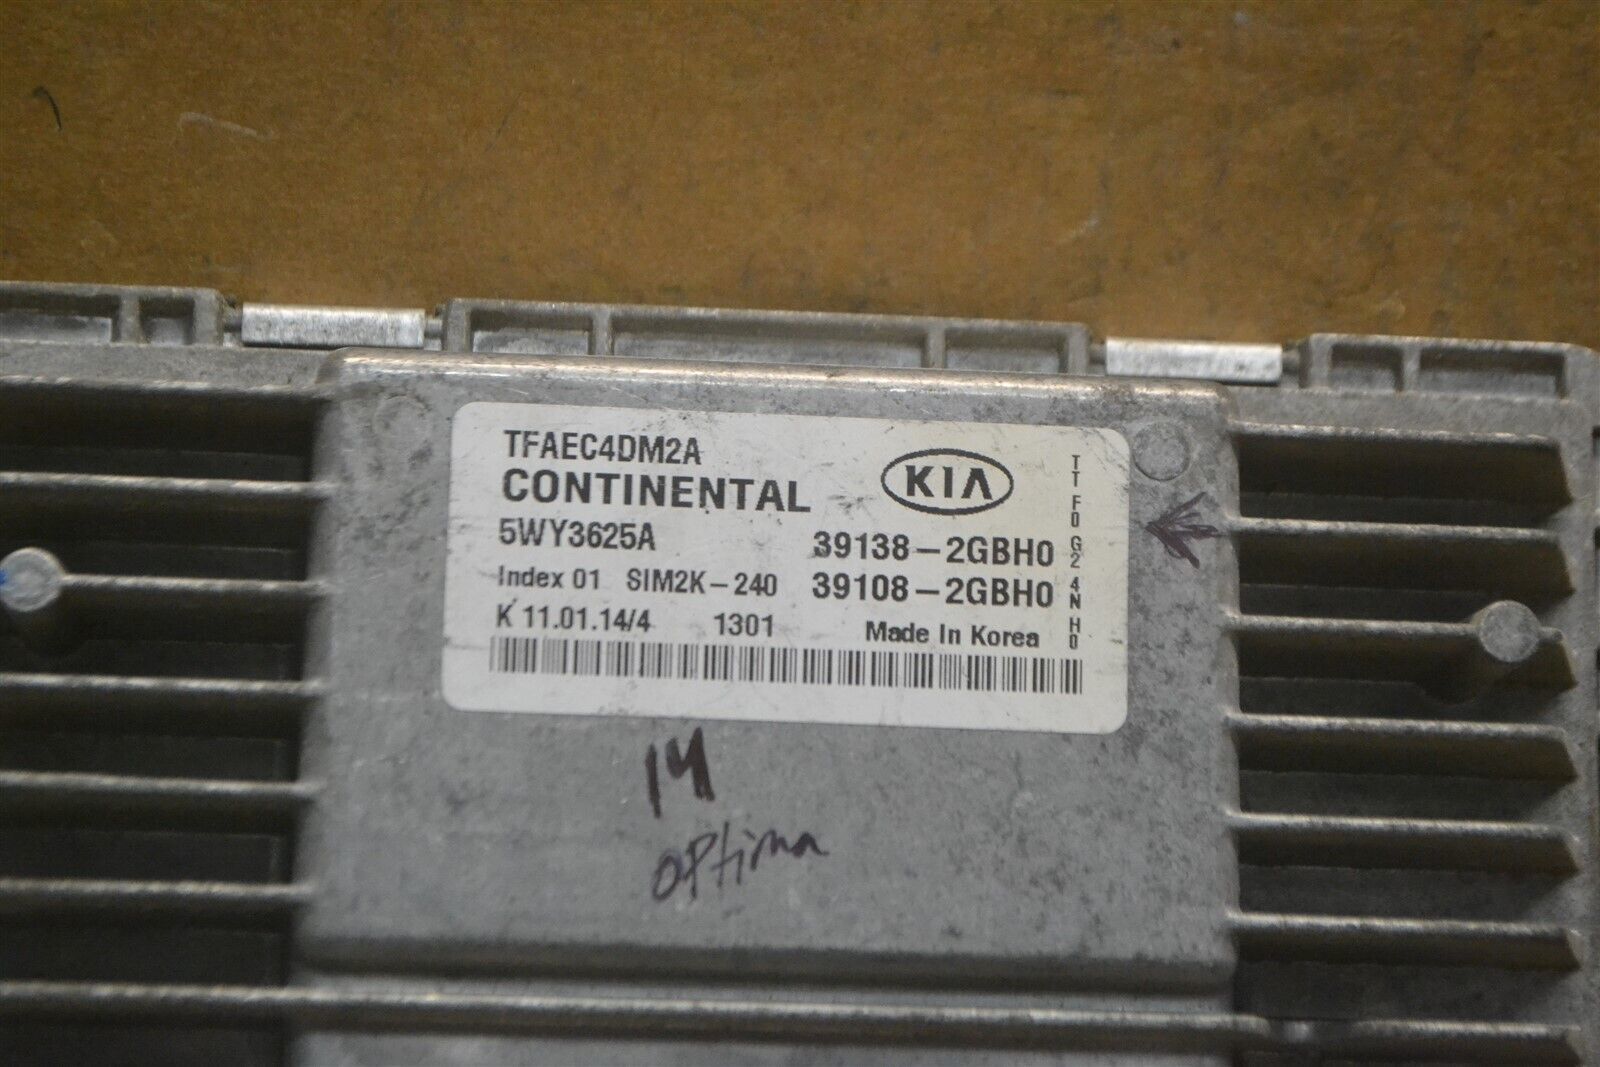 TFAEC4DM2A
CONTINENTAL
KIA
5WY3625A 39138-2GBH0
Index 01 SIM2K-240 39108-2GBH0
K 11.01.14/4 1301 Made In Korea
TT F0 G2 4N H0
14
optima